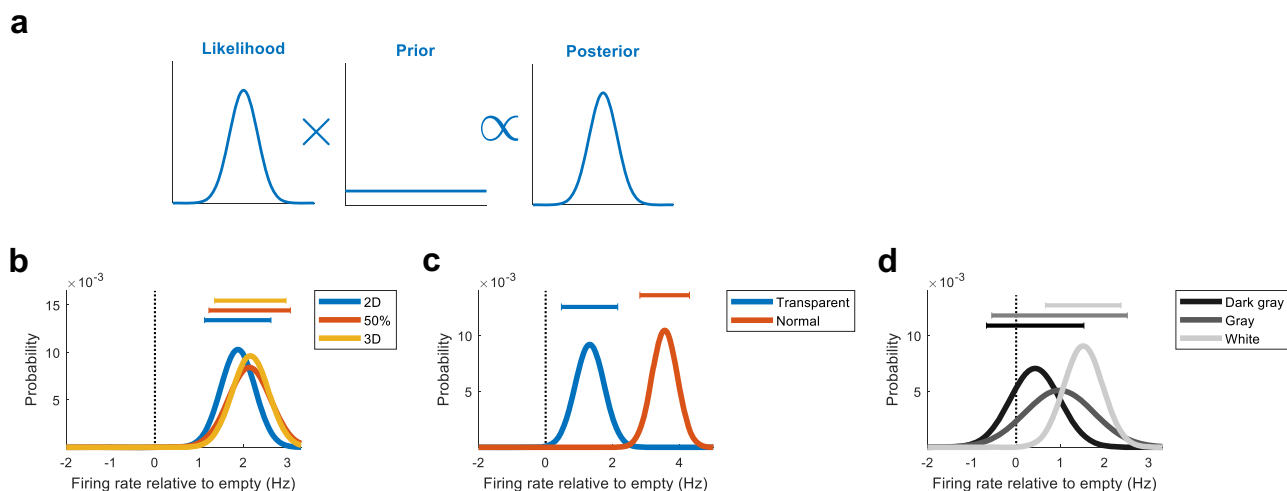 a
Likelihood
Prior
Posterior
×
∝
b
×10⁻³
15
10
5
Probability
-2 -1 0 1 2 3
Firing rate relative to empty (Hz)
2D
50%
3D
c
×10⁻³
10
5
Probability
-2 0 2 4
Firing rate relative to empty (Hz)
Transparent
Normal
d
×10⁻³
10
5
Probability
-2 -1 0 1 2 3
Firing rate relative to empty (Hz)
Dark gray
Gray
White